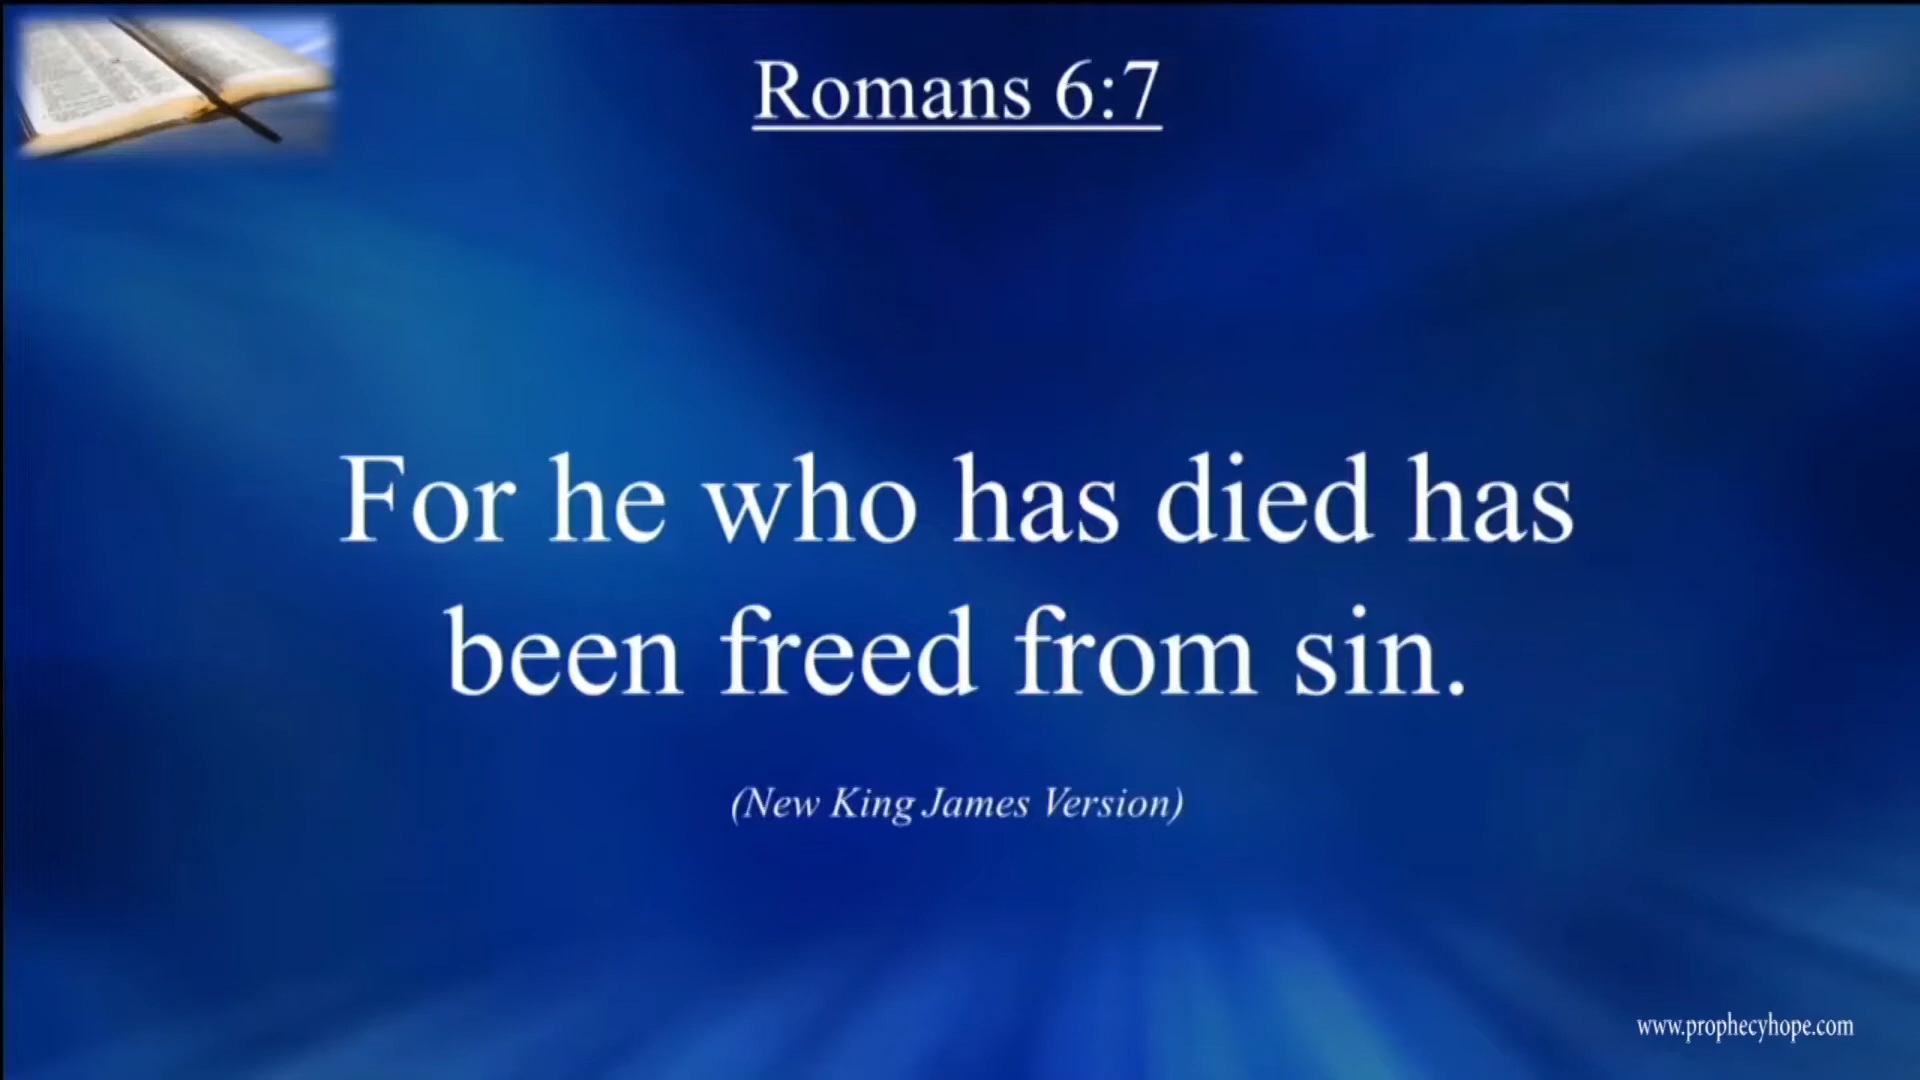 Romans 6:7
For he who has died has
been freed from sin.
(New King James Version)
www.prophecyhope.com